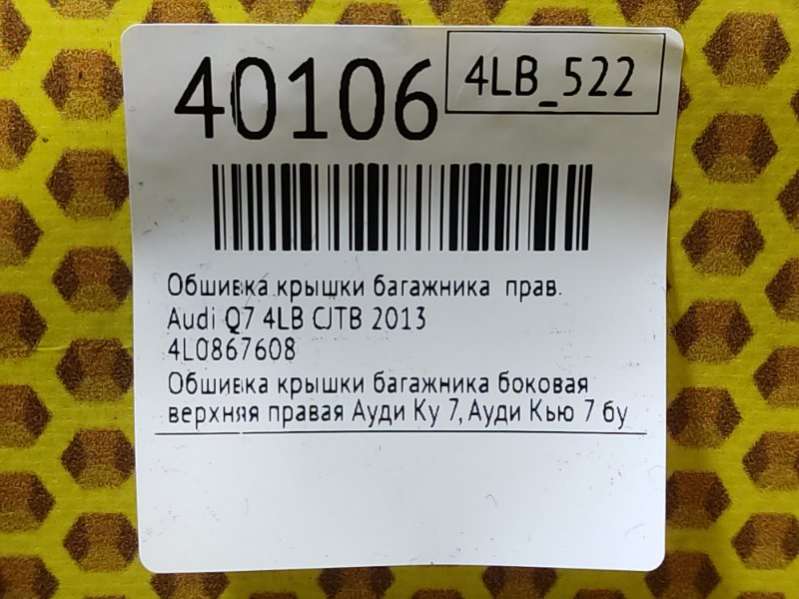 40106
4LB_522
Обшивка крышки багажника прав.
Audi Q7 4LB CJTB 2013
4L0867608
Обшивка крышки багажника боковая
верхняя правая Ауди Ку 7, Ауди Кью 7 бу